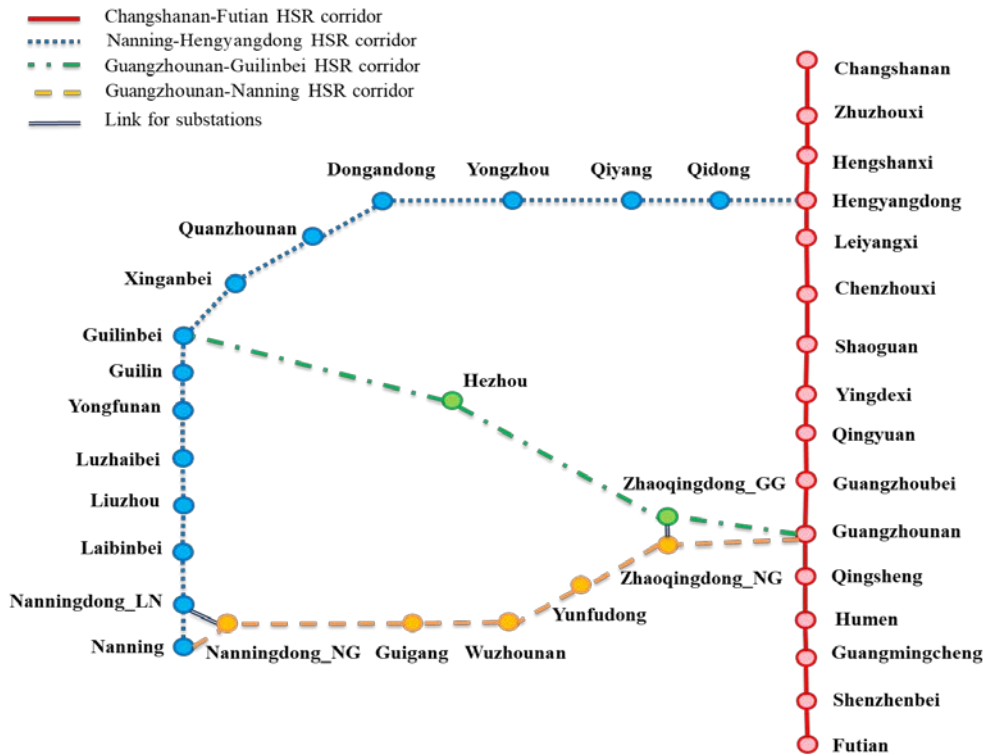 Changshanan-Futian HSR corridor
Nanning-Hengyangdong HSR corridor
Guangzhounan-Guilinbei HSR corridor
Guangzhounan-Nanning HSR corridor
Link for substations
Changshanan
Zhuzhouxi
Hengshanxi
Dongandong Yongzhou Qiyang Qidong
Hengyangdong
Quanzhounan
Leiyangxi
Xinganbei
Chenzhouxi
Guilinbei
Shaoguan
Guilin
Hezhou
Yingdexi
Yongfunan
Qingyuan
Luzhaibei
Zhaoqingdong_GG
Guangzhoubei
Liuzhou
Guangzhounan
Laibinbei
Zhaoqingdong_NG
Qingsheng
Nanningdong_LN
Yunfudong
Humen
Nanning
Nanningdong_NG Guigang Wuzhounan
Guangmingcheng
Shenzhenbei
Futian